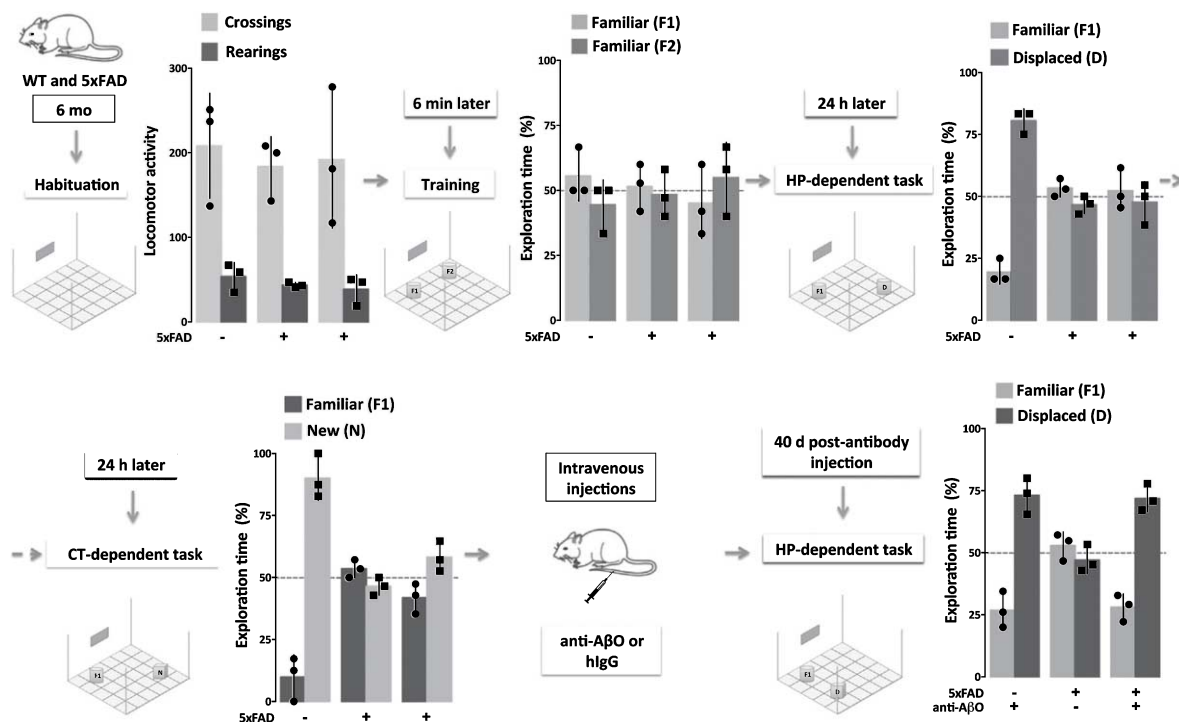 WT and 5xFAD
6 mo
Habituation
Crossings
Rearings
Locomotor activity
300
200
100
0
5xFAD - + +
6 min later
Training
F1
F2
Familiar (F1)
Familiar (F2)
Exploration time (%)
100
75
50
25
0
5xFAD - + +
24 h later
HP-dependent task
F1
D
Familiar (F1)
Displaced (D)
Exploration time (%)
100
75
50
25
0
5xFAD - + +
24 h later
CT-dependent task
F1
N
Familiar (F1)
New (N)
Exploration time (%)
100
75
50
25
0
5xFAD - + +
Intravenous
injections
anti-AβO or
hIgG
40 d post-antibody
injection
HP-dependent task
F1
D
Familiar (F1)
Displaced (D)
Exploration time (%)
100
75
50
25
0
5xFAD - + +
anti-AβO + - +